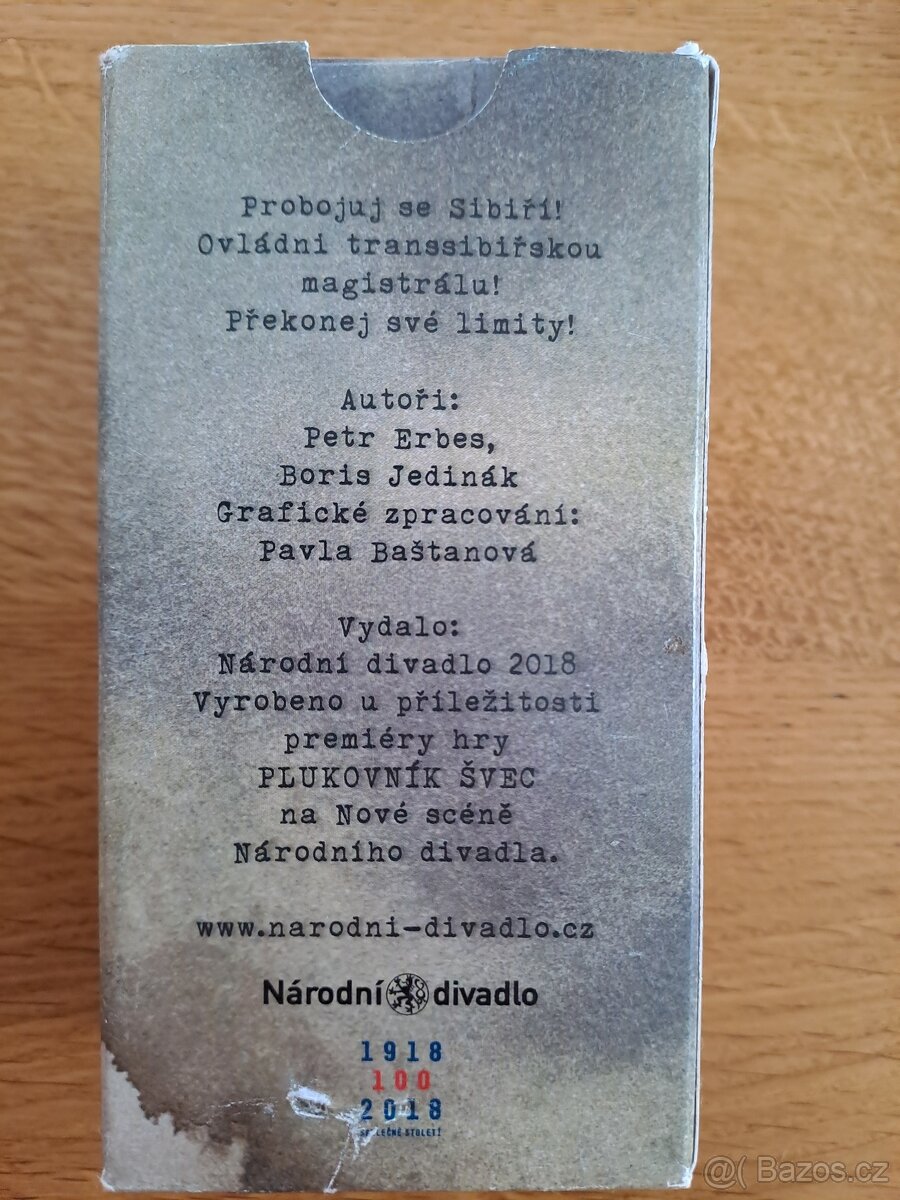 Probojuj se Sibiří!
Ovládni transsibiřskou
magistrálu!
Překonej své limity!
Autoři:
Petr Erbes,
Boris Jedinák
Grafické zpracování:
Pavla Baštanová
Vydalo:
Národní divadlo 2018
Vyrobeno u příležitosti
premiéry hry
PLUKOVNÍK ŠVEC
na Nové scéně
Národního divadla.
www.narodni-divadlo.cz
Národní divadlo
1918
100
2018
SPOLEČNÉ STOLETÍ
@( Bazos.cz